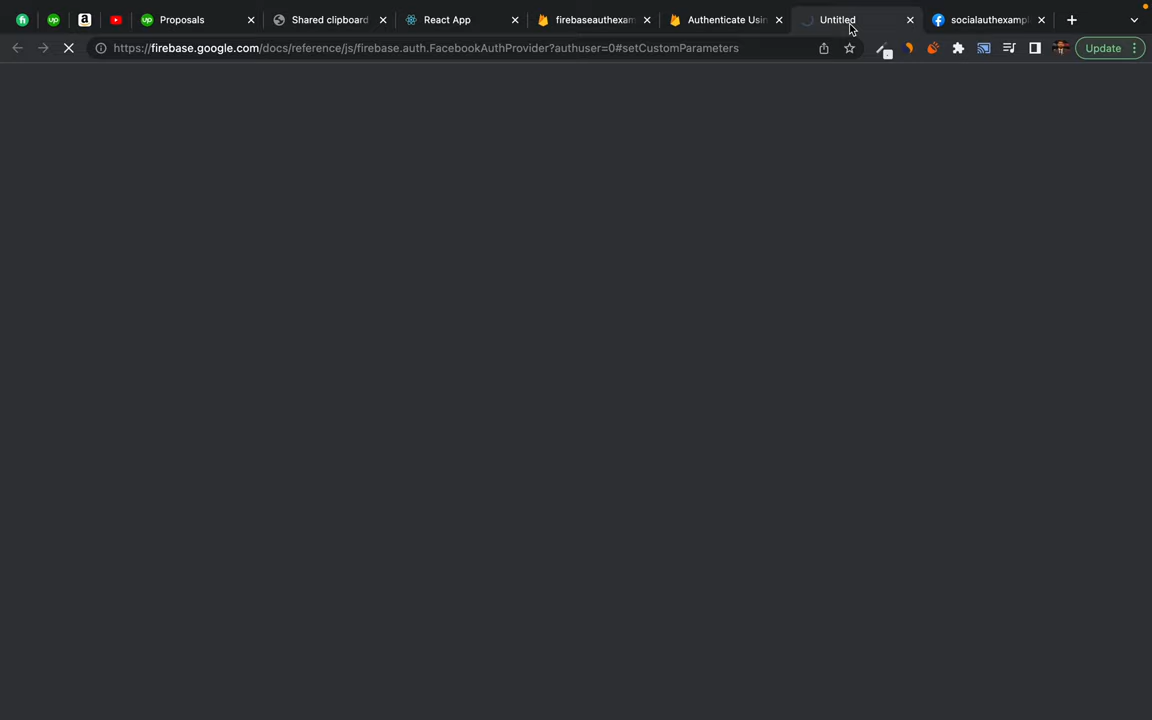 Proposals
Shared clipboard
React App
firebaseauthexam
Authenticate Usin
Untitled
socialauthexampl
https://firebase.google.com/docs/reference/js/firebase.auth.FacebookAuthProvider?authuser=0#setCustomParameters
Update